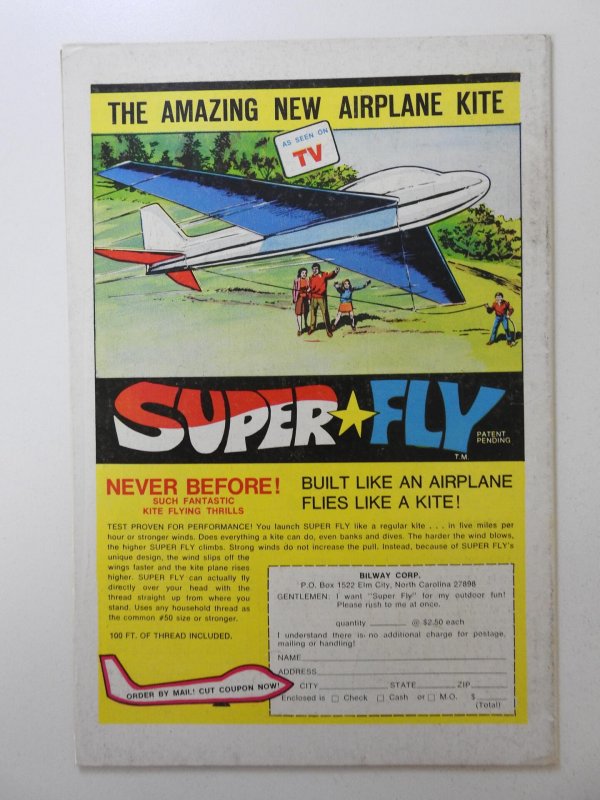 THE AMAZING NEW AIRPLANE KITE
AS SEEN ON
TV
SUPER★FLY
PATENT
PENDING
T.M.
NEVER BEFORE!
SUCH FANTASTIC
KITE FLYING THRILLS
BUILT LIKE AN AIRPLANE
FLIES LIKE A KITE!
TEST PROVEN FOR PERFORMANCE! You launch SUPER FLY like a regular kite . . . in five miles per
hour or stronger winds. Does everything a kite can do, even banks and dives. The harder the wind blows,
the higher SUPER FLY climbs. Strong winds do not increase the pull. Instead, because of SUPER FLY's
unique design, the wind slips off the
wings faster and the kite plane rises
higher. SUPER FLY can actually fly
directly over your head with the
thread straight up from where you
stand. Uses any household thread as
the common #50 size or stronger.
100 FT. OF THREAD INCLUDED.
ORDER BY MAIL! CUT COUPON NOW!
BILWAY CORP.
P.O. Box 1522 Elm City, North Carolina 27898
GENTLEMEN: I want "Super Fly" for my outdoor fun!
Please rush to me at once.
quantity ______ @ $2.50 each
I understand there is no additional charge for postage,
mailing or handling!
NAME
ADDRESS
CITY STATE ZIP
Enclosed is □ Check □ Cash or □ M.O. $
(Total)